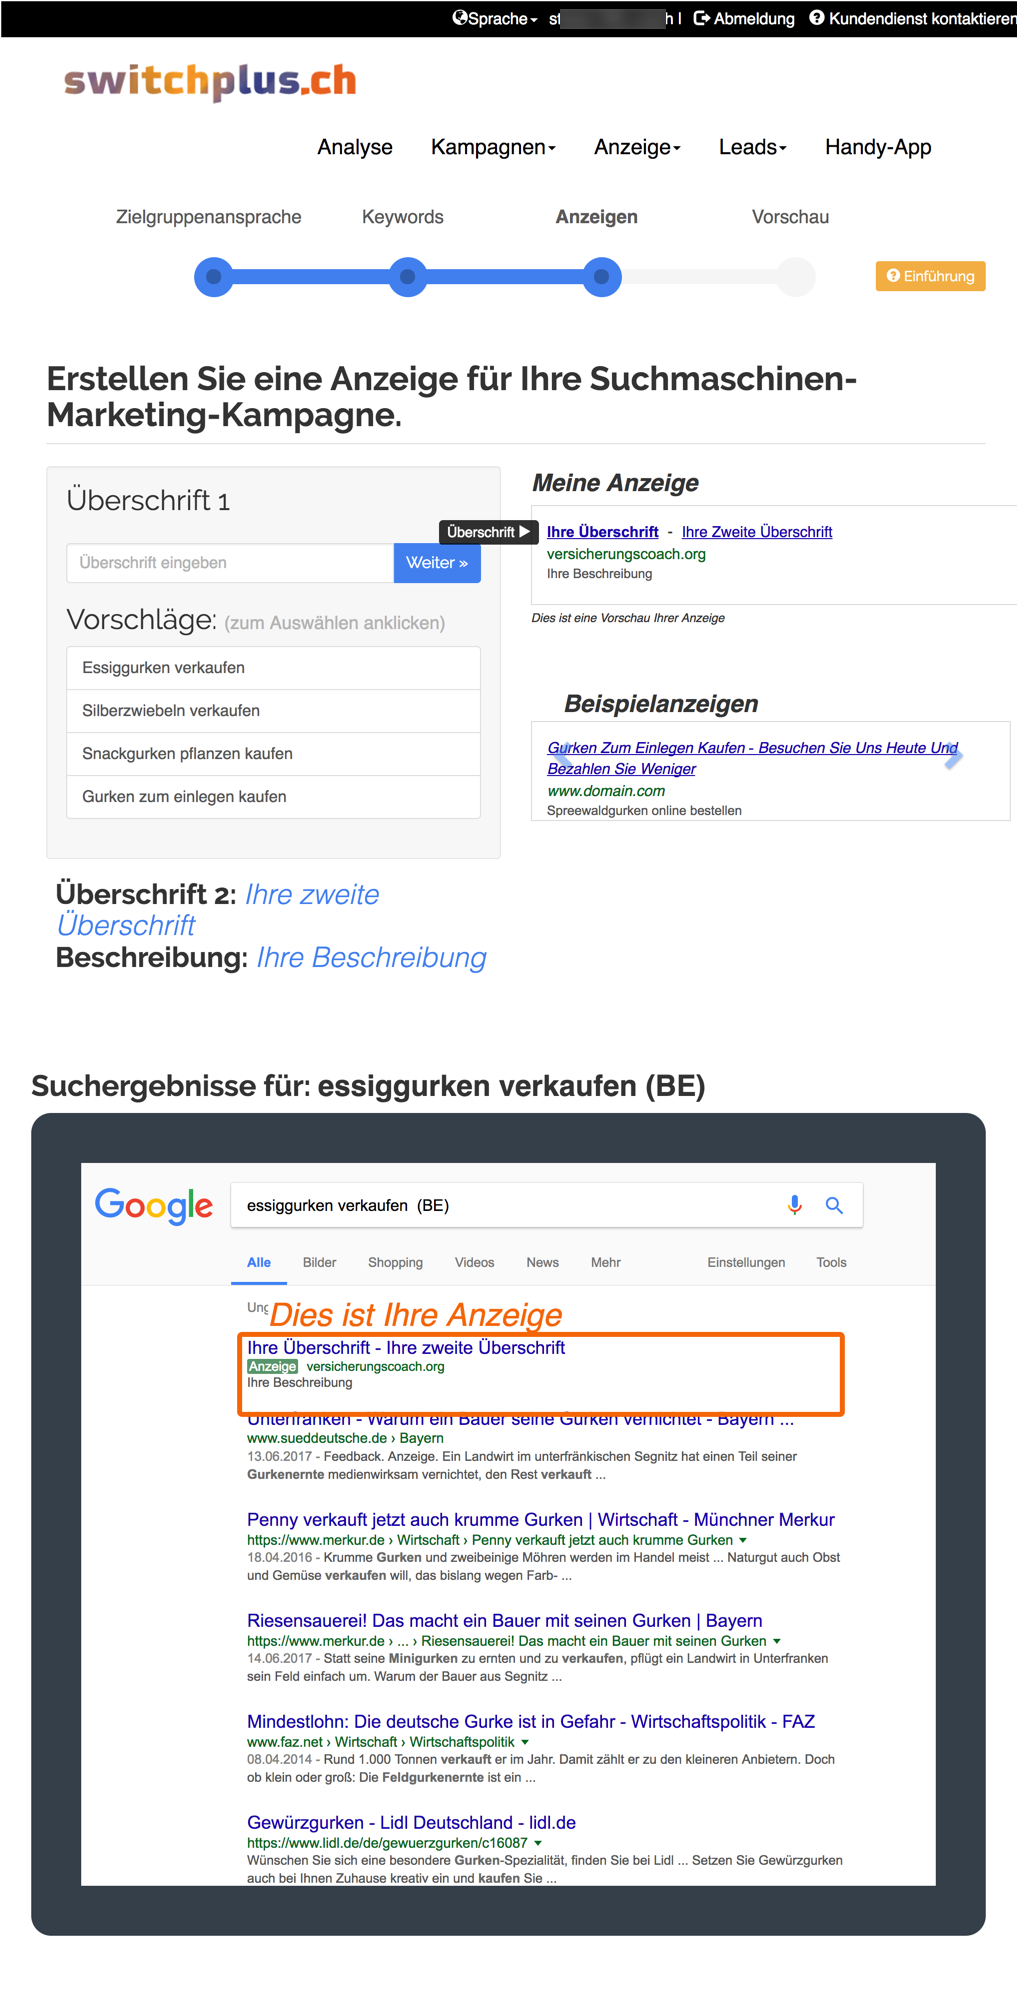 Sprache
Abmeldung
Kundendienst kontaktieren
switchplus.ch
Analyse Kampagnen Anzeige Leads Handy-App
Zielgruppenansprache Keywords Anzeigen Vorschau
Einführung
Erstellen Sie eine Anzeige für Ihre Suchmaschinen-
Marketing-Kampagne.
Überschrift 1
Überschrift eingeben
Weiter »
Vorschläge: (zum Auswählen anklicken)
Essiggurken verkaufen
Silberzwiebeln verkaufen
Snackgurken pflanzen kaufen
Gurken zum einlegen kaufen
Meine Anzeige
Überschrift
Ihre Überschrift - Ihre Zweite Überschrift
versicherungscoach.org
Ihre Beschreibung
Dies ist eine Vorschau Ihrer Anzeige
Beispielanzeigen
Gurken Zum Einlegen Kaufen - Besuchen Sie Uns Heute Und
Bezahlen Sie Weniger
www.domain.com
Spreewaldgurken online bestellen
Überschrift 2: Ihre zweite
Überschrift
Beschreibung: Ihre Beschreibung
Suchergebnisse für: essiggurken verkaufen (BE)
Google
essiggurken verkaufen (BE)
Alle Bilder Shopping Videos News Mehr Einstellungen Tools
Dies ist Ihre Anzeige
Ihre Überschrift - Ihre zweite Überschrift
Anzeige versicherungscoach.org
Ihre Beschreibung
Unterfranken - Warum ein Bauer seine Gurken vernichtet - Bayern ...
www.sueddeutsche.de › Bayern
13.06.2017 - Feedback. Anzeige. Ein Landwirt im unterfränkischen Segnitz hat einen Teil seiner
Gurkenernte medienwirksam vernichtet, den Rest verkauft ...
Penny verkauft jetzt auch krumme Gurken | Wirtschaft - Münchner Merkur
https://www.merkur.de › Wirtschaft › Penny verkauft jetzt auch krumme Gurken
18.04.2016 - Krumme Gurken und zweibeinige Möhren werden im Handel meist ... Naturgut auch Obst
und Gemüse verkaufen will, das bislang wegen Farb- ...
Riesensauerei! Das macht ein Bauer mit seinen Gurken | Bayern
https://www.merkur.de › ... › Riesensauerei! Das macht ein Bauer mit seinen Gurken
14.06.2017 - Statt seine Minigurken zu ernten und zu verkaufen, pflügt ein Landwirt in Unterfranken
sein Feld einfach um. Warum der Bauer aus Segnitz ...
Mindestlohn: Die deutsche Gurke ist in Gefahr - Wirtschaftspolitik - FAZ
www.faz.net › Wirtschaft › Wirtschaftspolitik
08.04.2014 - Rund 1.000 Tonnen verkauft er im Jahr. Damit zählt er zu den kleineren Anbietern. Doch
ob klein oder groß: Die Feldgurkenernte ist ein ...
Gewürzgurken - Lidl Deutschland - lidl.de
https://www.lidl.de/de/gewuerzgurken/c16087
Wünschen Sie sich eine besondere Gurken-Spezialität, finden Sie bei Lidl ... Setzen Sie Gewürzgurken
auch bei Ihnen Zuhause kreativ ein und kaufen Sie ...